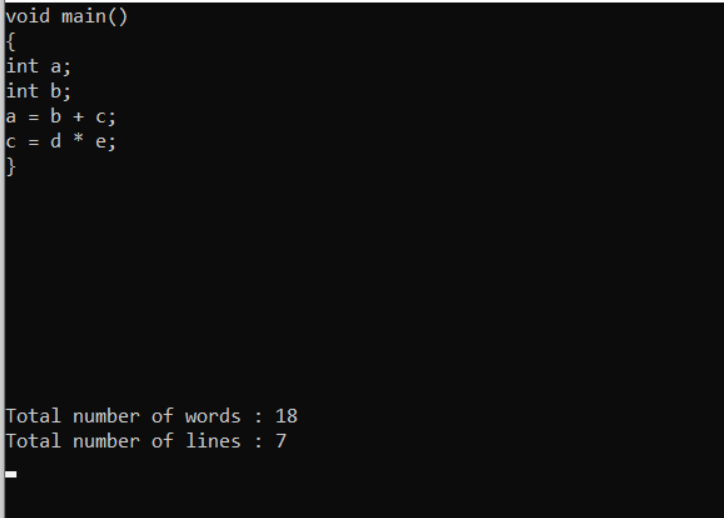 void main()
{
int a;
int b;
a = b + c;
c = d * e;
}
Total number of words : 18
Total number of lines : 7